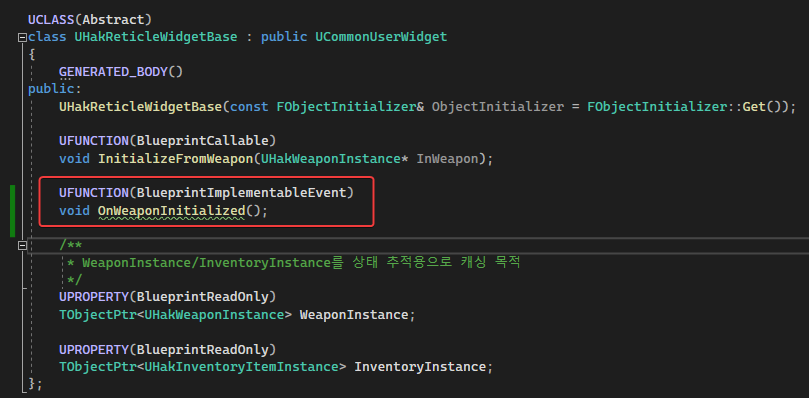 UCLASS(Abstract)
class UHakReticleWidgetBase : public UCommonUserWidget
{
GENERATED_BODY()
public:
UHakReticleWidgetBase(const FObjectInitializer& ObjectInitializer = FObjectInitializer::Get());
UFUNCTION(BlueprintCallable)
void InitializeFromWeapon(UHakWeaponInstance* InWeapon);
UFUNCTION(BlueprintImplementableEvent)
void OnWeaponInitialized();
/**
* WeaponInstance/InventoryInstance를 상태 추적용으로 캐싱 목적
*/
UPROPERTY(BlueprintReadOnly)
TObjectPtr<UHakWeaponInstance> WeaponInstance;
UPROPERTY(BlueprintReadOnly)
TObjectPtr<UHakInventoryItemInstance> InventoryInstance;
};